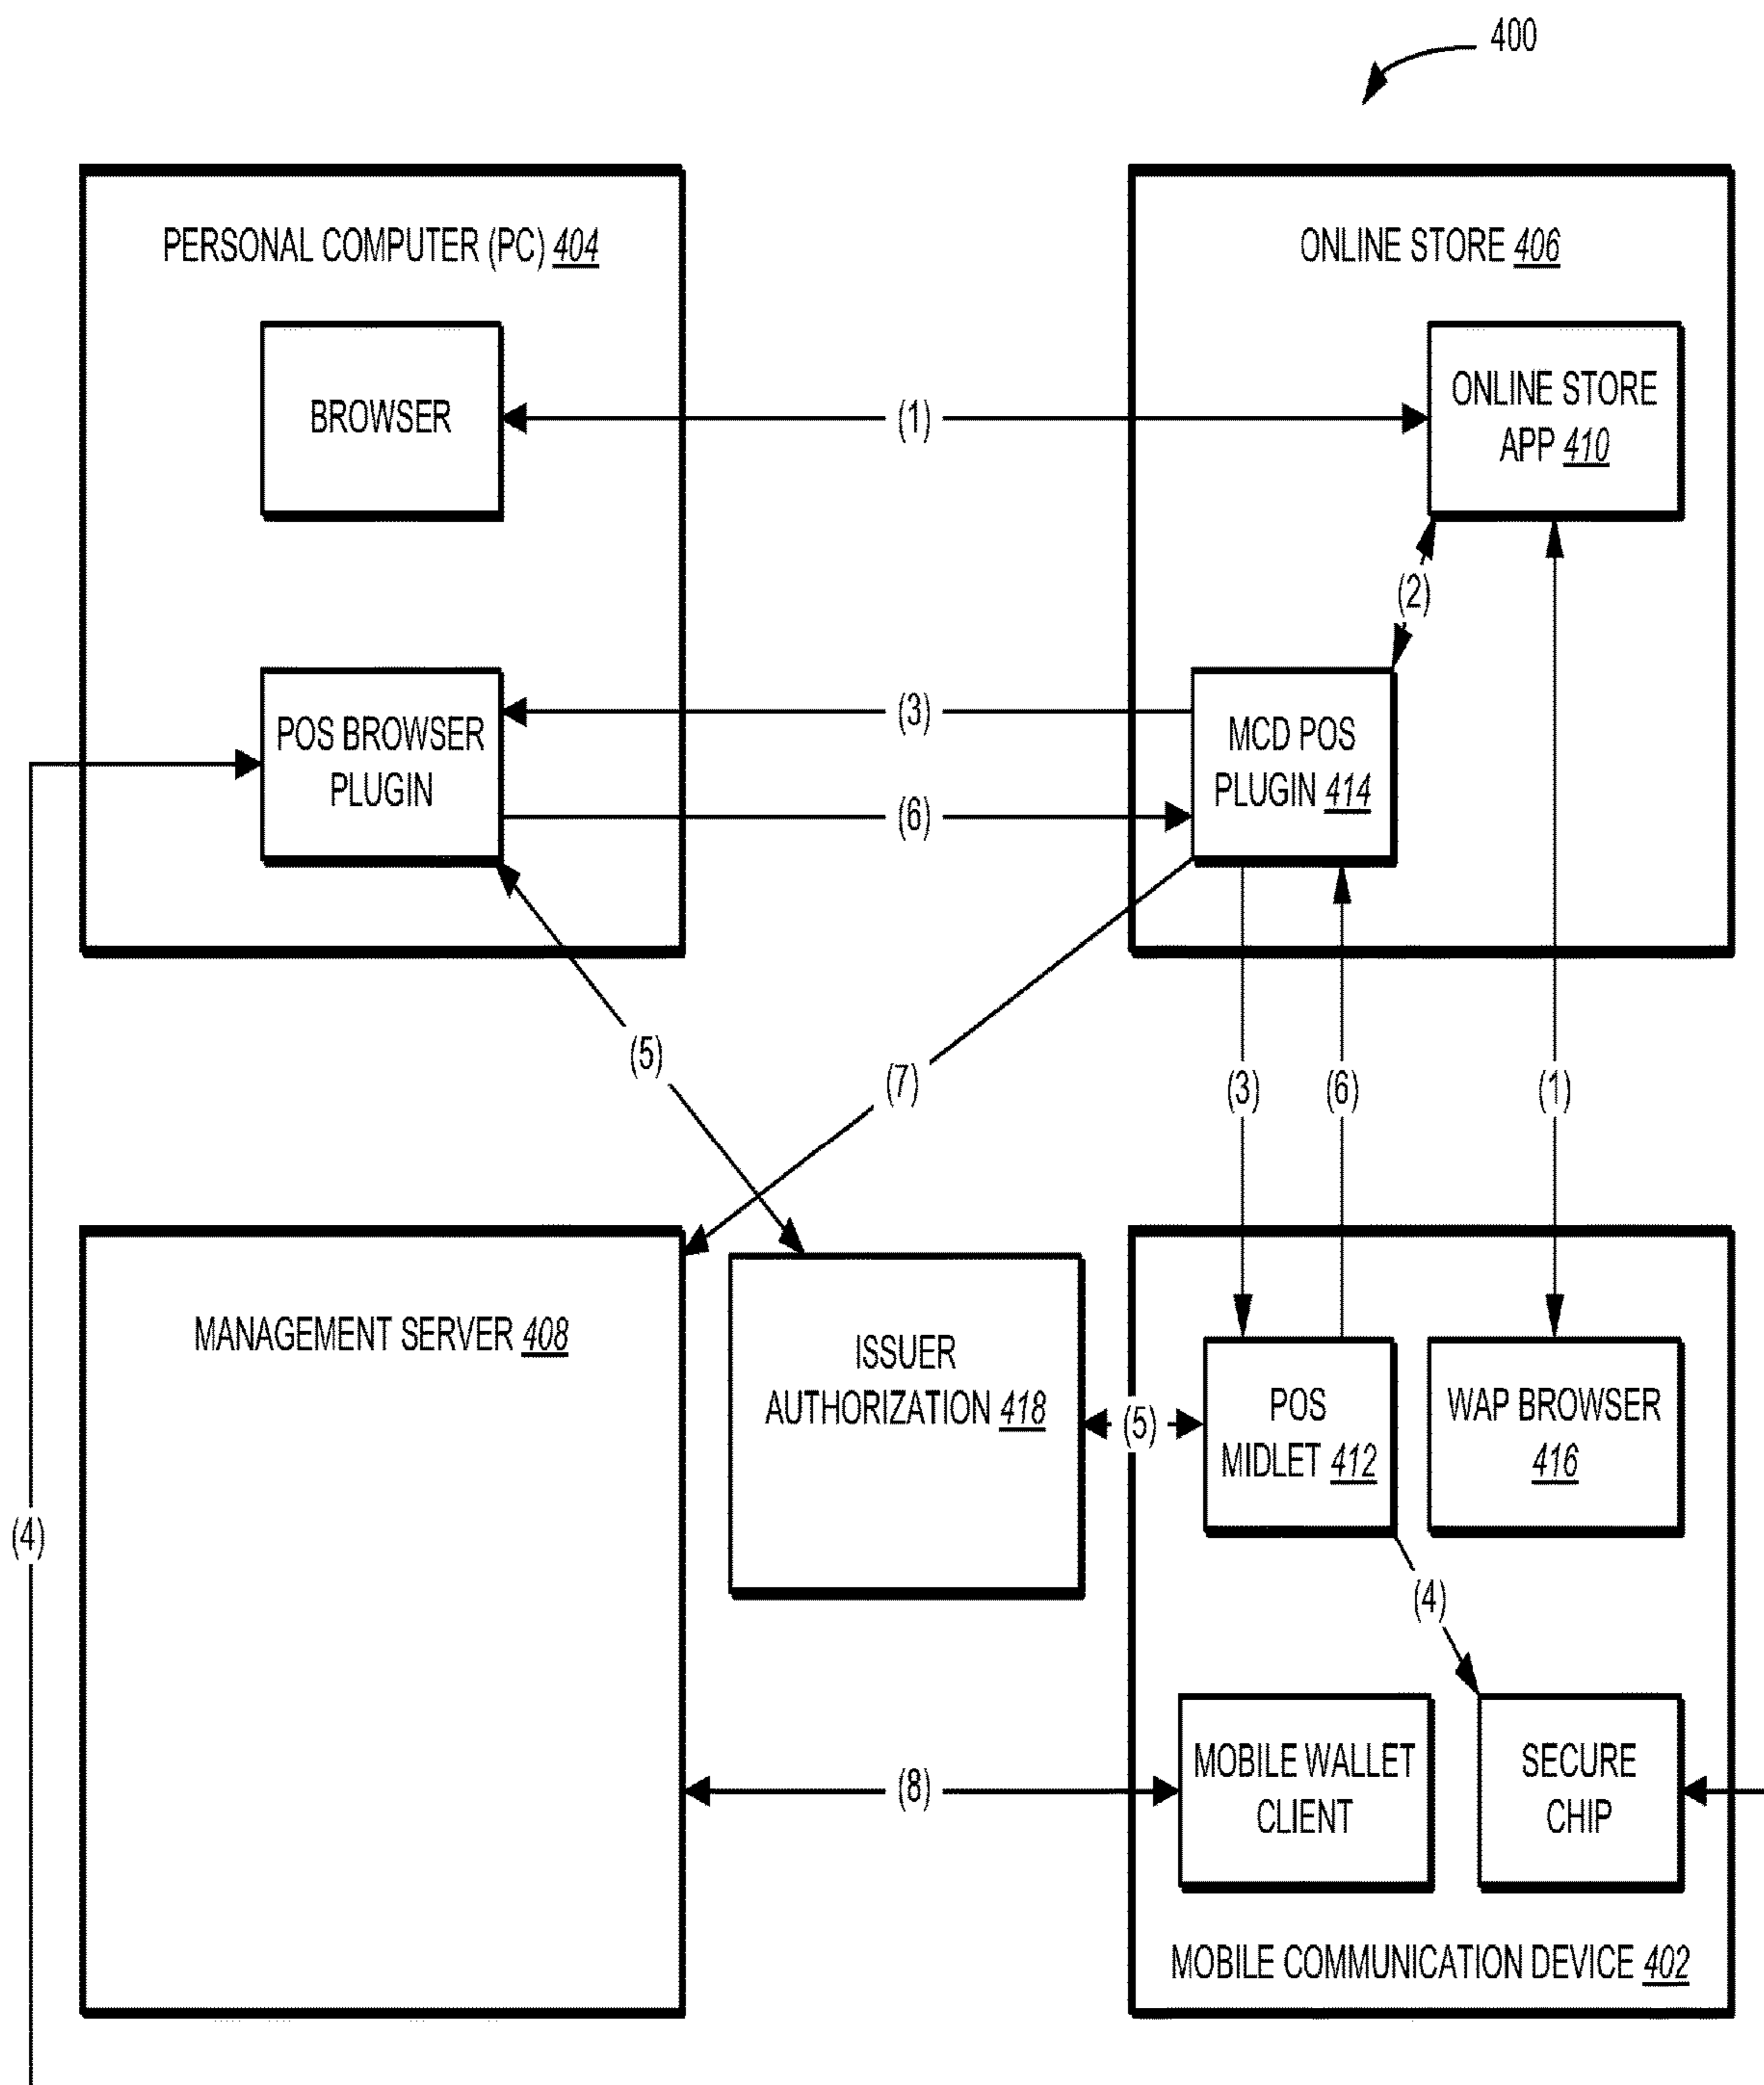 400
PERSONAL COMPUTER (PC) 404
ONLINE STORE 406
BROWSER
(1)
ONLINE STORE
APP 410
(2)
POS BROWSER
PLUGIN
(3)
(6)
MCD POS
PLUGIN 414
(5)
(7)
(3)
(6)
(1)
MANAGEMENT SERVER 408
ISSUER
AUTHORIZATION 418
(5)
POS
MIDLET 412
WAP BROWSER
416
(4)
(4)
(8)
MOBILE WALLET
CLIENT
SECURE
CHIP
MOBILE COMMUNICATION DEVICE 402